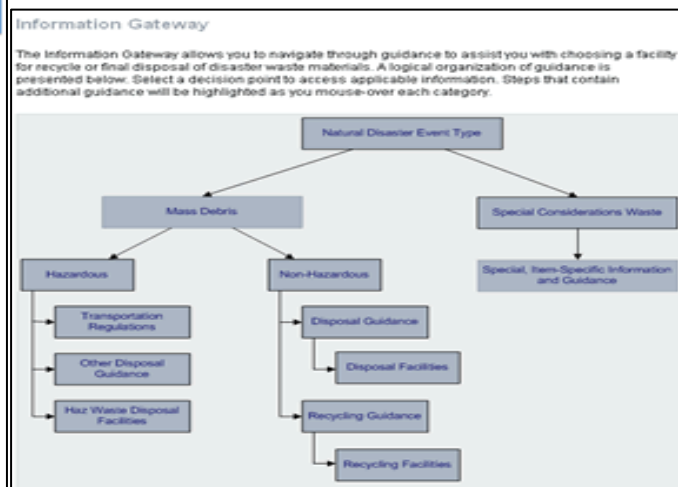 Information Gateway
The Information Gateway allows you to navigate through guidance to assist you with choosing a facility
for recycle or final disposal of disaster waste materials. A logical organization of guidance is
presented below. Select a decision point to access applicable information. Steps that contain
additional guidance will be highlighted as you mouse-over each category.
Natural Disaster Event Type
Mass Debris
Special Considerations Waste
Hazardous
Non-Hazardous
Special, Item-Specific Information
and Guidance
Transportation
Regulations
Disposal Guidance
Other Disposal
Guidance
Disposal Facilities
Haz Waste Disposal
Facilities
Recycling Guidance
Recycling Facilities